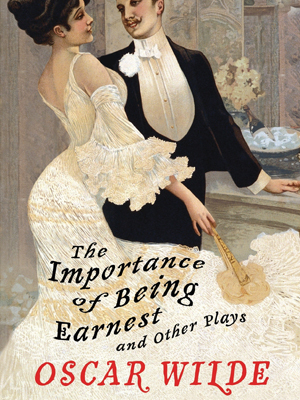 The
Importance
of Being
Earnest
and Other Plays
OSCAR WILDE